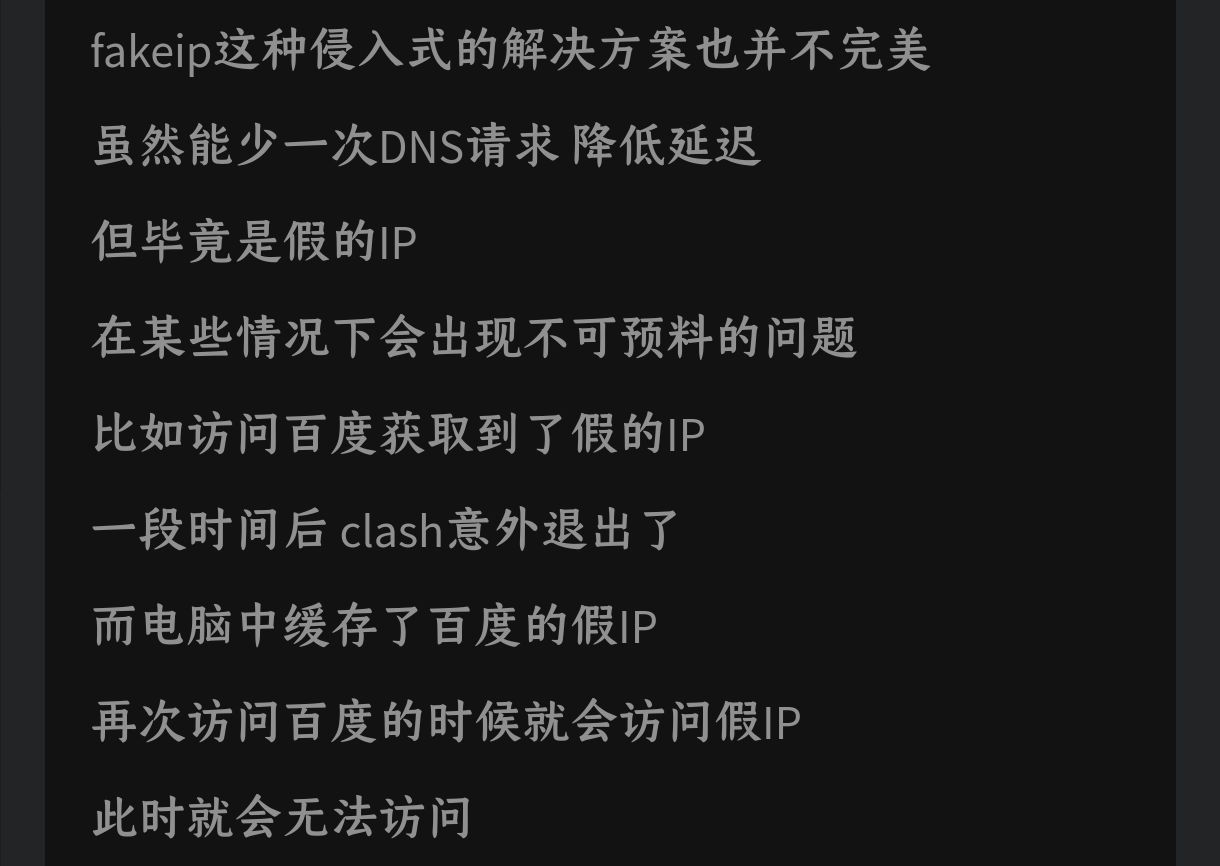 fakeip这种侵入式的解决方案也并不完美
虽然能少一次DNS请求 降低延迟
但毕竟是假的IP
在某些情况下会出现不可预料的问题
比如访问百度获取到了假的IP
一段时间后 clash意外退出了
而电脑中缓存了百度的假IP
再次访问百度的时候就会访问假IP
此时就会无法访问